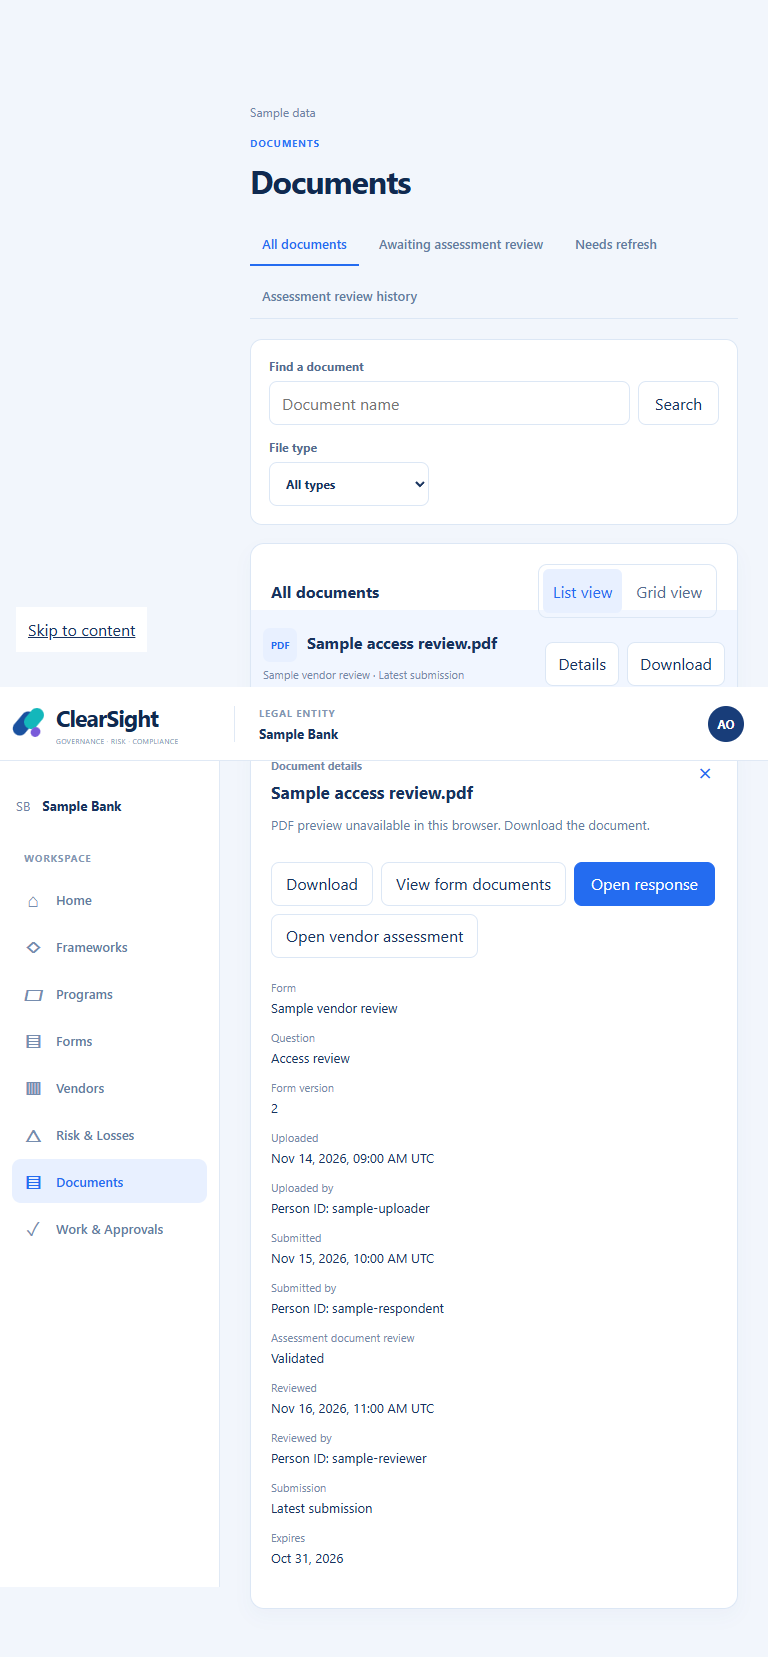 Sample data
DOCUMENTS
Documents
All documents
Awaiting assessment review
Needs refresh
Assessment review history
Find a document
Document name
Search
File type
All types
All documents
List view
Grid view
Skip to content
PDF
Sample access review.pdf
Sample vendor review · Latest submission
Details
Download
ClearSight
GOVERNANCE · RISK · COMPLIANCE
LEGAL ENTITY
Sample Bank
AO
SB
Sample Bank
WORKSPACE
Home
Frameworks
Programs
Forms
Vendors
Risk & Losses
Documents
Work & Approvals
Document details
Sample access review.pdf
PDF preview unavailable in this browser. Download the document.
Download
View form documents
Open response
Open vendor assessment
Form
Sample vendor review
Question
Access review
Form version
2
Uploaded
Nov 14, 2026, 09:00 AM UTC
Uploaded by
Person ID: sample-uploader
Submitted
Nov 15, 2026, 10:00 AM UTC
Submitted by
Person ID: sample-respondent
Assessment document review
Validated
Reviewed
Nov 16, 2026, 11:00 AM UTC
Reviewed by
Person ID: sample-reviewer
Submission
Latest submission
Expires
Oct 31, 2026